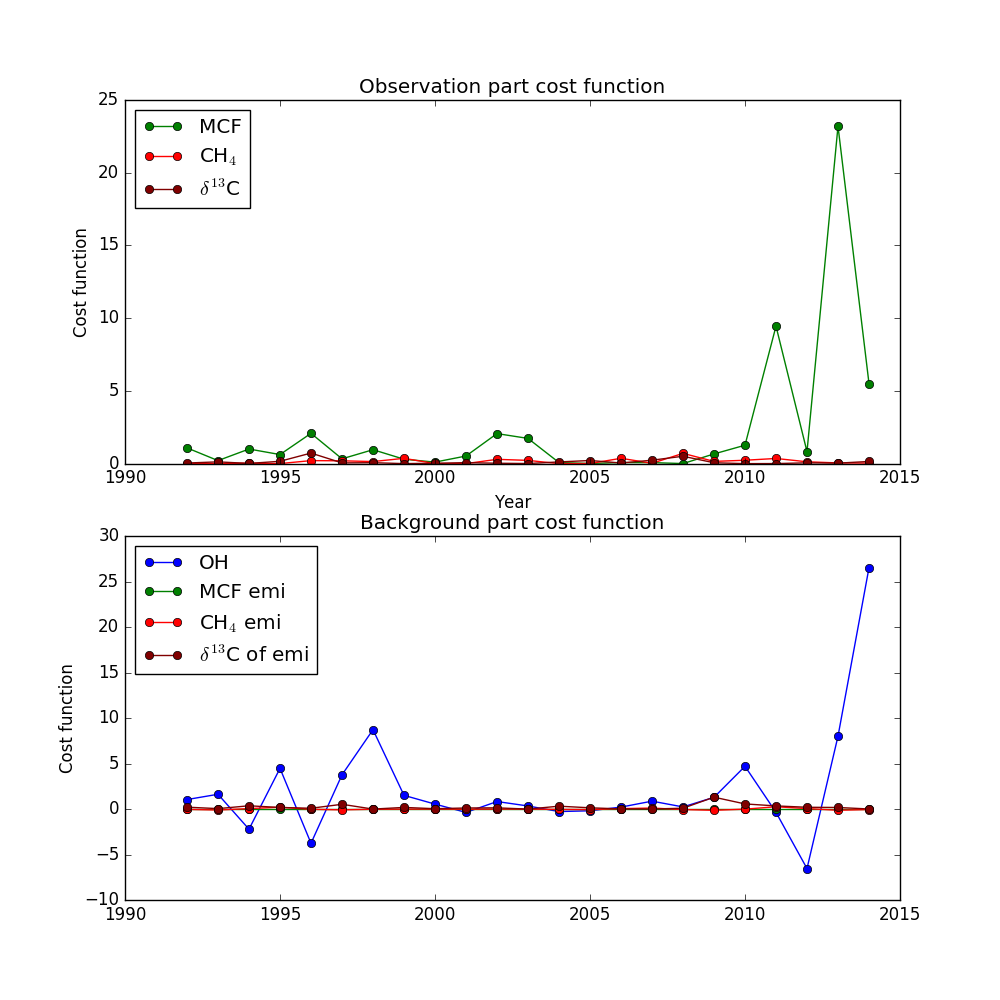 Observation part cost function
25
20
15
10
5
0
Cost function
MCF
CH₄
δ¹³C
1990 1995 2000 2005 2010 2015
Year
Background part cost function
30
25
20
15
10
5
0
−5
−10
Cost function
OH
MCF emi
CH₄ emi
δ¹³C of emi
1990 1995 2000 2005 2010 2015